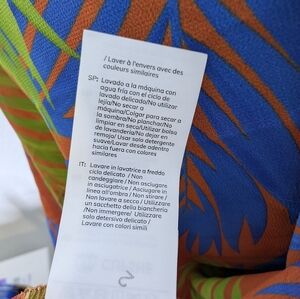 / Laver à l'envers avec des
couleurs similaires
SP: Lavado a la máquina con
agua fría con el ciclo de
lavado delicado/No utilizar
lejía/No secar a
máquina/Colgar para secar a
la sombra/No planchar/No
limpiar en seco/Utilizar bolsa
de lavandería/No dejar en
remojo/ Usar solo detergente
suave/Lavar desde adentro
hacia fuera con colores
similares
IT: Lavare in lavatrice a freddo
ciclo delicato / Non
candeggiare / Non asciugare
in asciugatrice / Asciugare in
linea all'ombra / Non stirare /
Non lavare a secco / Utilizzare
un sacchetto della biancheria
/Non immergere/ Utilizzare
solo detersivo delicato /
Lavare con colori simili
2